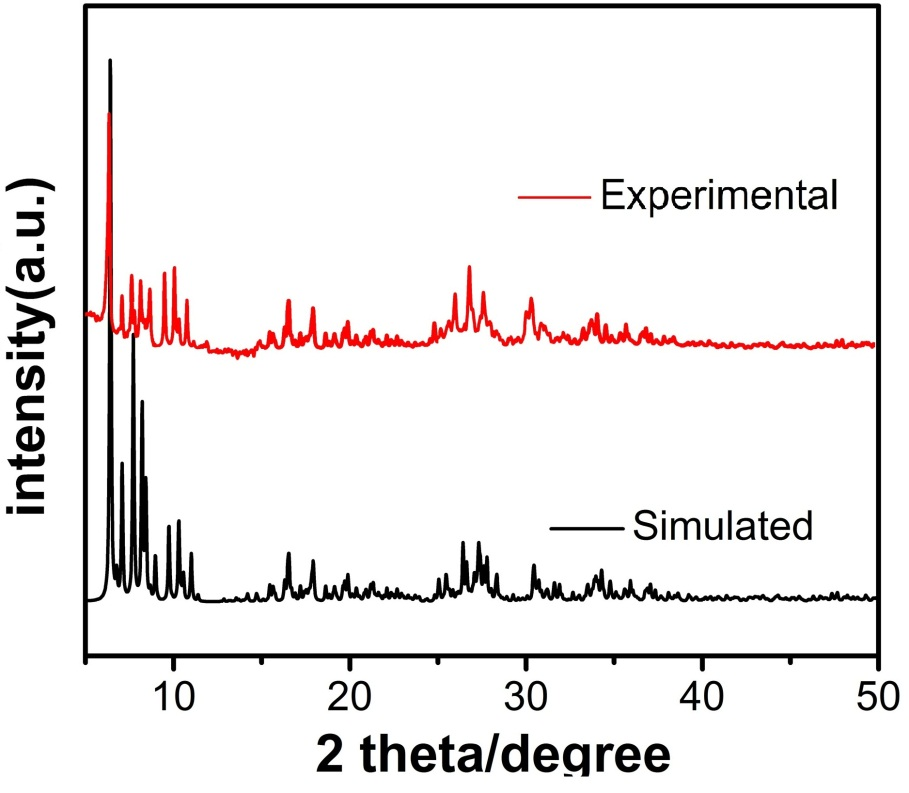 intensity(a.u.)
Experimental
Simulated
10 20 30 40 50
2 theta/degree